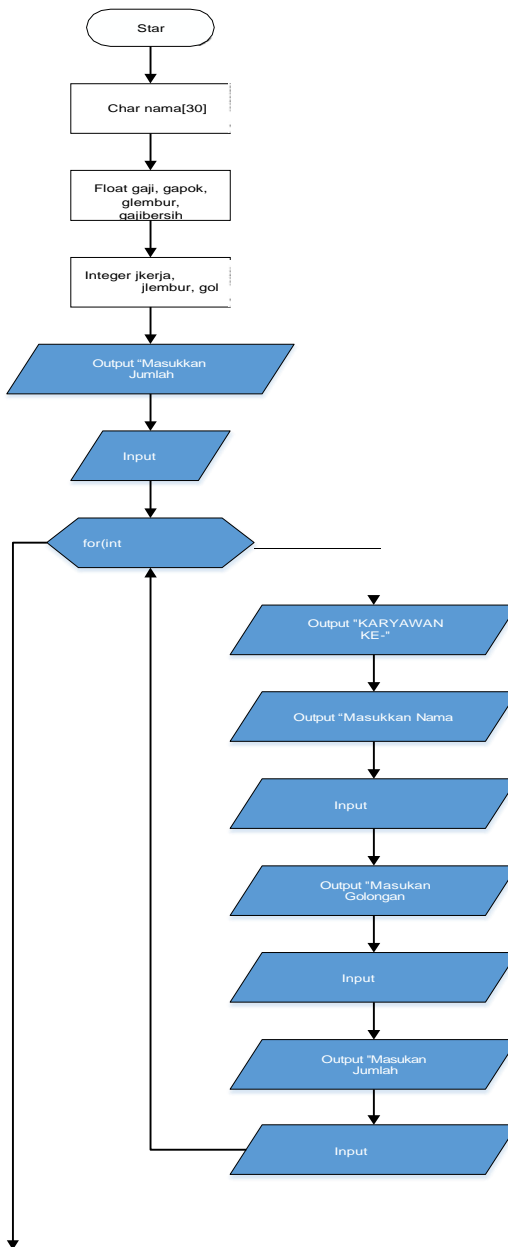 Star
Char nama[30]
Float gaji, gapok,
glembur,
gajibersih
Integer jkerja,
jlembur, gol
Output “Masukkan
Jumlah
Input
for(int
Output “KARYAWAN
KE-“
Output “Masukkan Nama
Input
Output “Masukan
Golongan
Input
Output “Masukan
Jumlah
Input